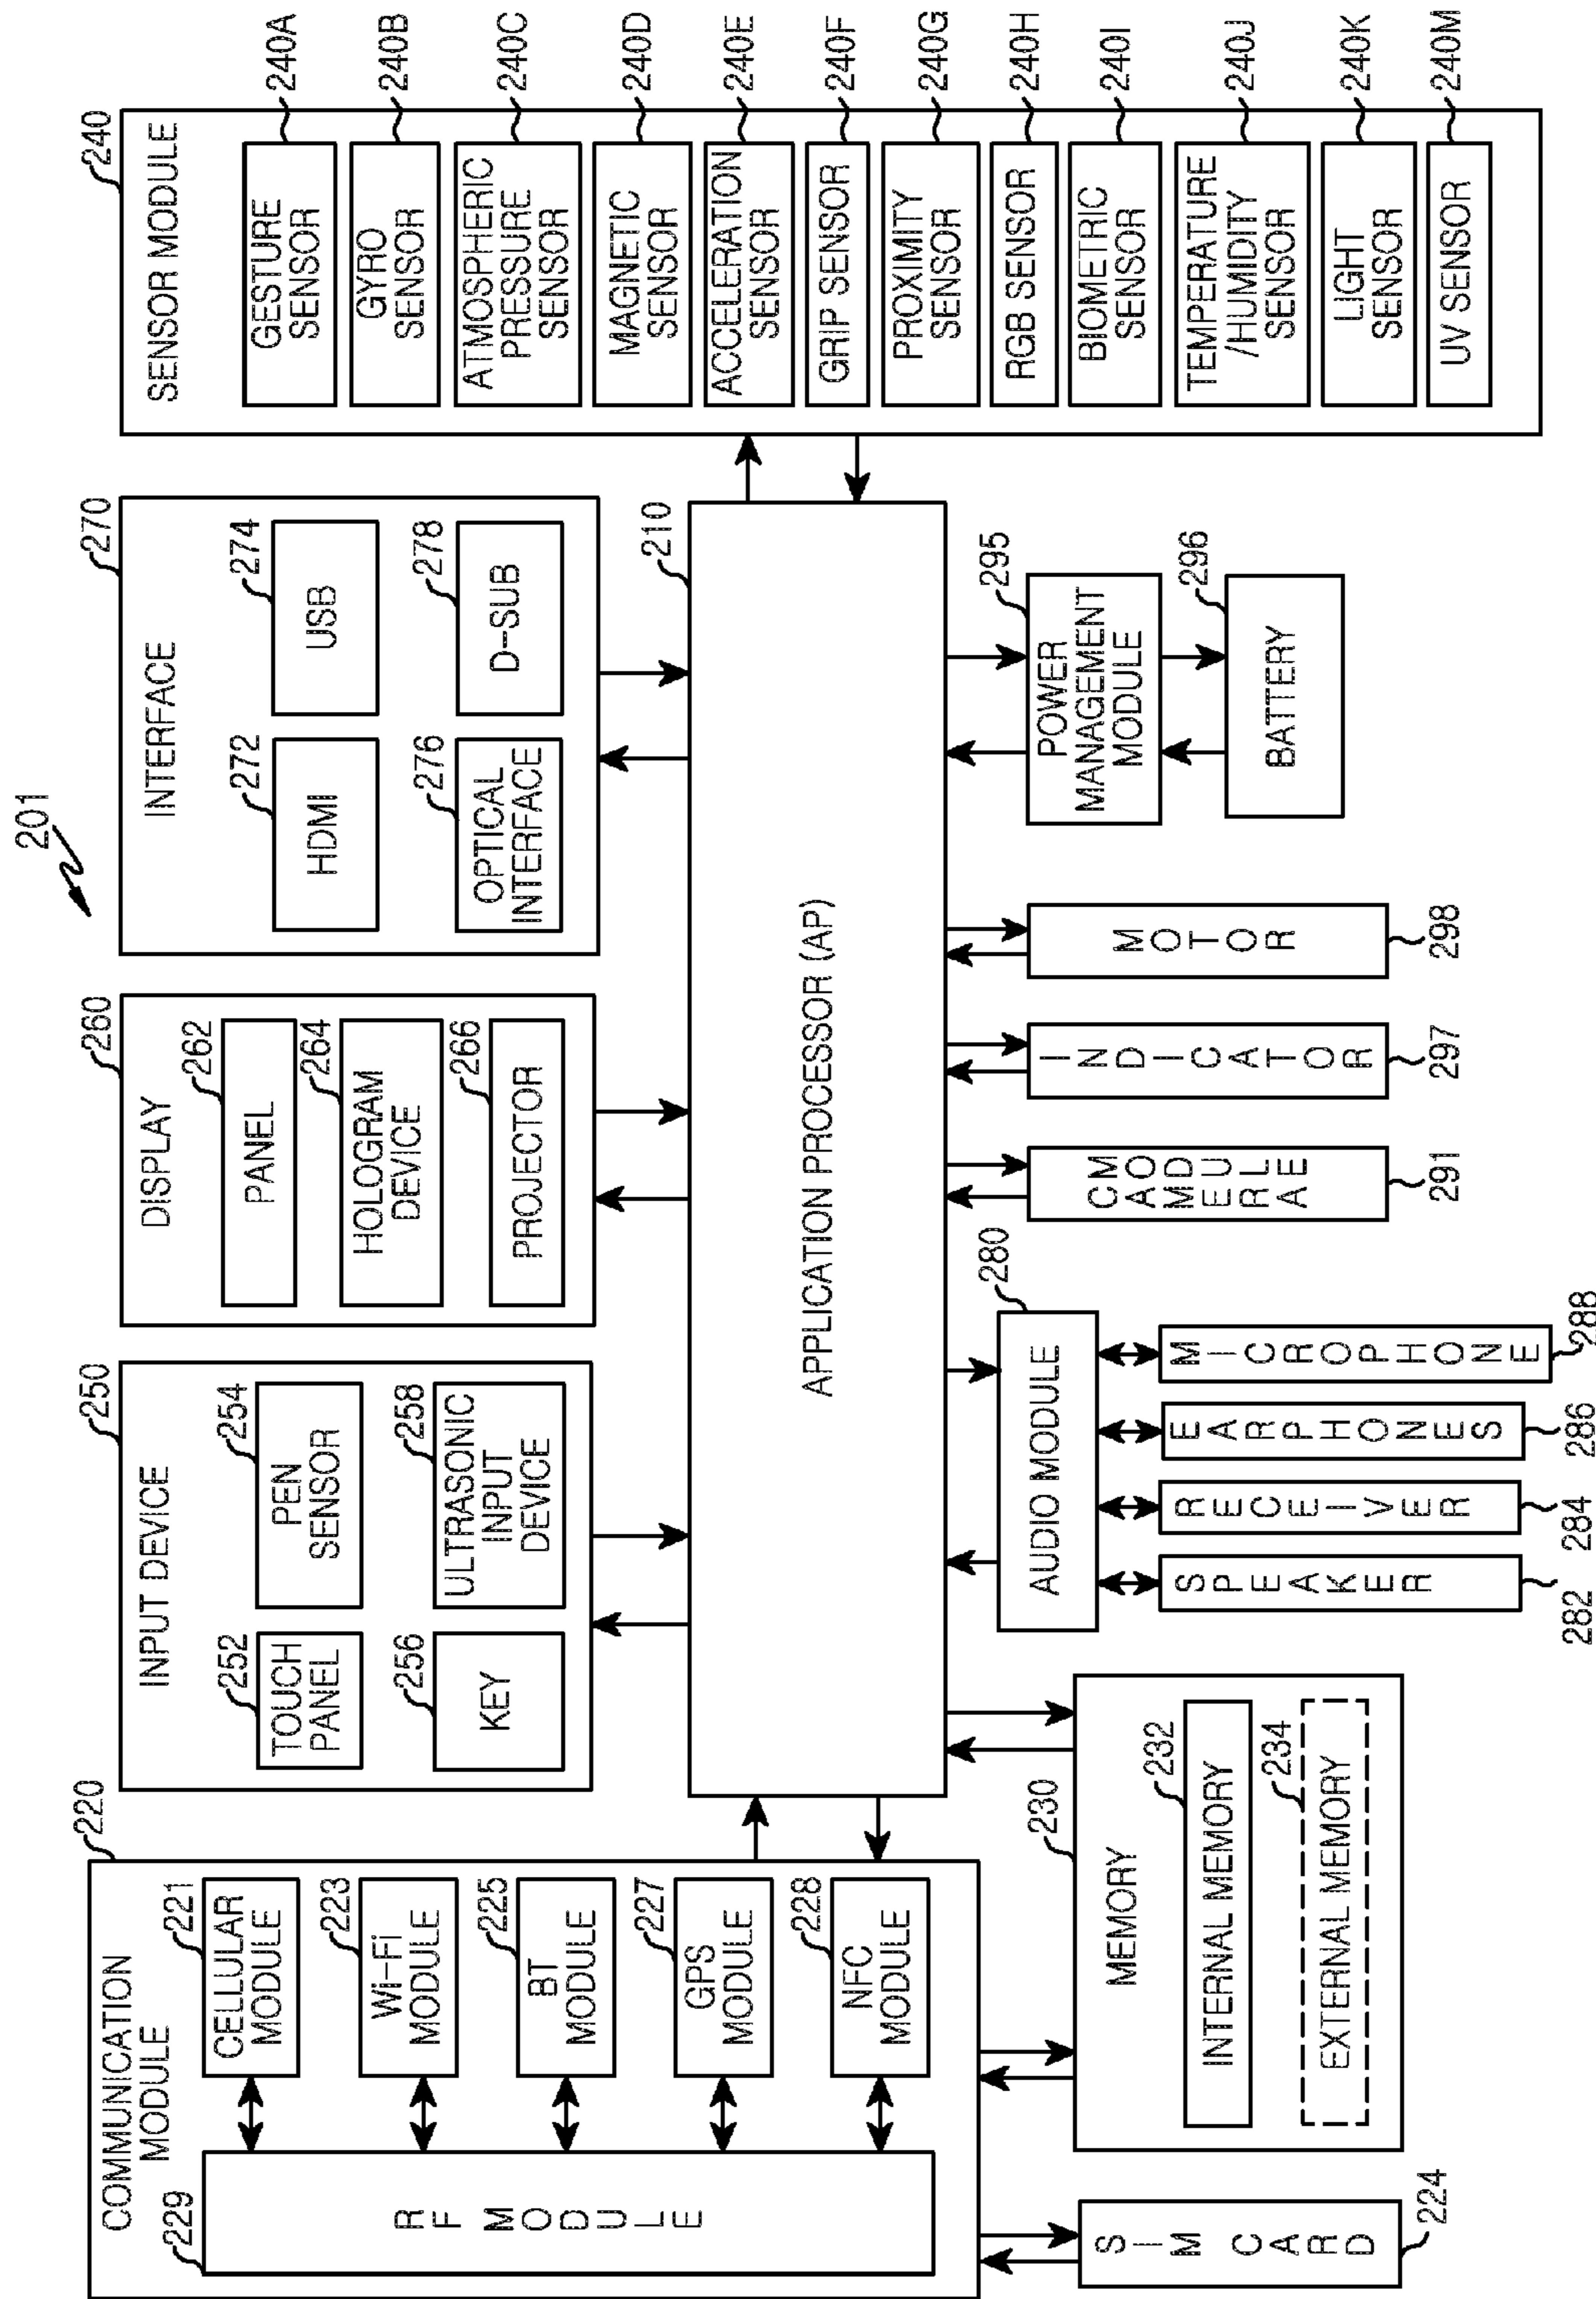 201
220
COMMUNICATION
MODULE
229
RF MODULE
221
CELLULAR
MODULE
223
Wi-Fi
MODULE
225
BT
MODULE
227
GPS
MODULE
228
NFC
MODULE
250
INPUT DEVICE
252
TOUCH
PANEL
254
PEN
SENSOR
256
KEY
258
ULTRASONIC
INPUT
DEVICE
260
DISPLAY
262
PANEL
264
HOLOGRAM
DEVICE
266
PROJECTOR
270
INTERFACE
272
HDMI
274
USB
276
OPTICAL
INTERFACE
278
D-SUB
240
SENSOR MODULE
GESTURE
SENSOR
240A
GYRO
SENSOR
240B
ATMOSPHERIC
PRESSURE
SENSOR
240C
MAGNETIC
SENSOR
240D
ACCELERATION
SENSOR
240E
GRIP SENSOR
240F
PROXIMITY
SENSOR
240G
RGB SENSOR
240H
BIOMETRIC
SENSOR
240I
TEMPERATURE
/HUMIDITY
SENSOR
240J
LIGHT
SENSOR
240K
UV SENSOR
240M
210
APPLICATION PROCESSOR (AP)
SIM CARD
224
230
MEMORY
232
INTERNAL MEMORY
234
EXTERNAL MEMORY
280
AUDIO MODULE
SPEAKER
282
RECEIVER
284
EARPHONES
286
MICROPHONE
288
CAMERA
MODULE
291
INDICATOR
297
MOTOR
298
295
POWER
MANAGEMENT
MODULE
296
BATTERY